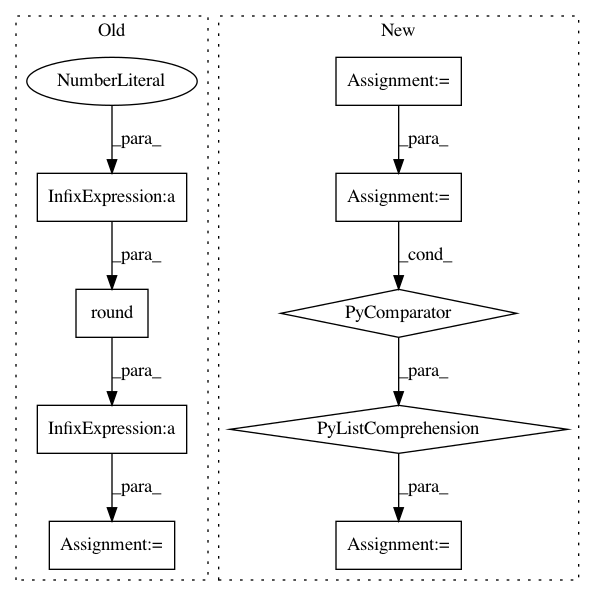 Old
NumberLiteral
_para_
InfixExpression:a
_para_
round
_para_
InfixExpression:a
_para_
Assignment:=
New
Assignment:=
_para_
Assignment:=
_cond_
PyComparator
_para_
PyListComprehension
_para_
Assignment:=